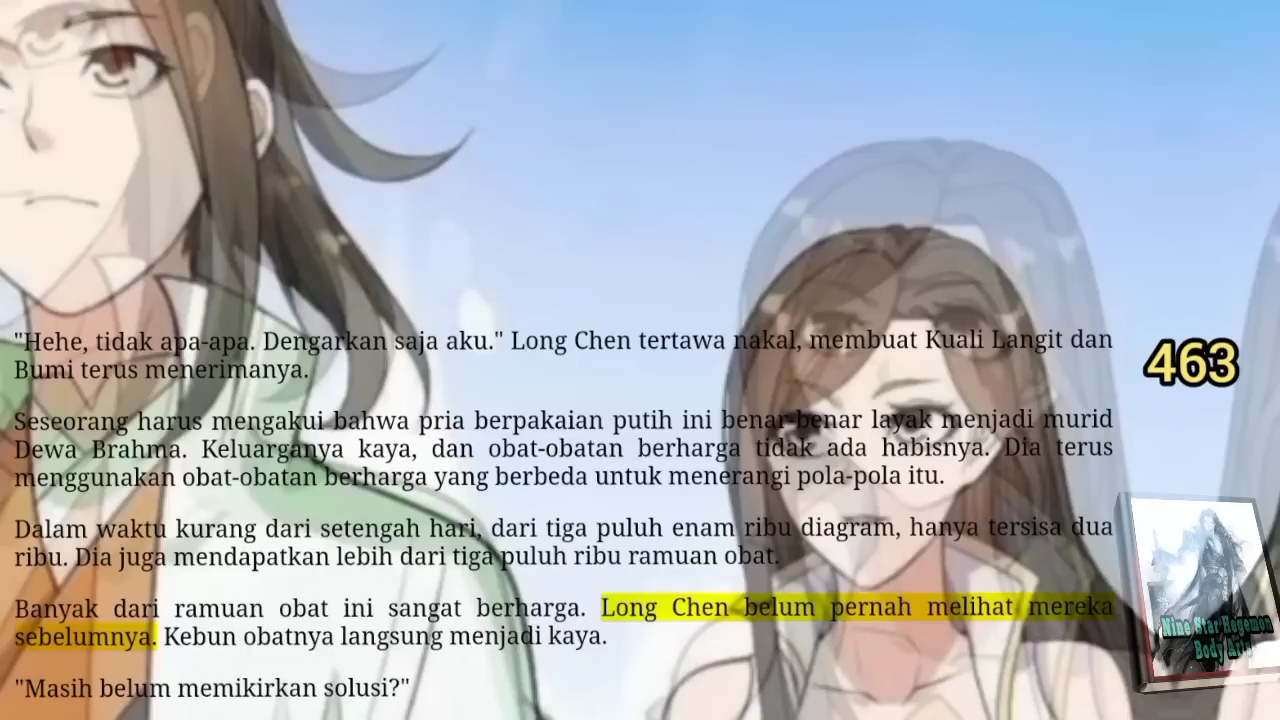 "Hehe, tidak apa-apa. Dengarkan saja aku." Long Chen tertawa nakal, membuat Kuali Langit dan
Bumi terus menerimanya.
Seseorang harus mengakui bahwa pria berpakaian putih ini benar-benar layak menjadi murid
Dewa Brahma. Keluarganya kaya, dan obat-obatan berharga tidak ada habisnya. Dia terus
menggunakan obat-obatan berharga yang berbeda untuk menerangi pola-pola itu.
Dalam waktu kurang dari setengah hari, dari tiga puluh enam ribu diagram, hanya tersisa dua
ribu. Dia juga mendapatkan lebih dari tiga puluh ribu ramuan obat.
Banyak dari ramuan obat ini sangat berharga. Long Chen belum pernah melihat mereka
sebelumnya. Kebun obatnya langsung menjadi kaya.
"Masih belum memikirkan solusi?"
463
Nine Star Hegemon
Body Arts